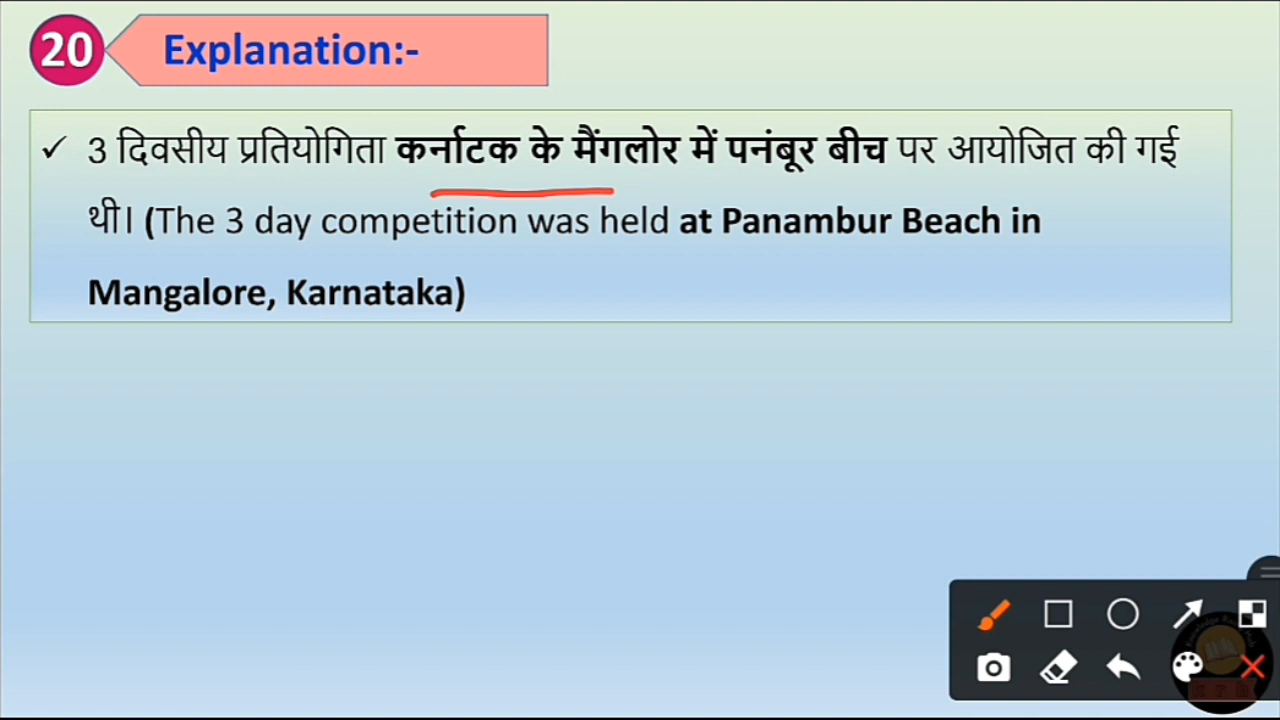 20 Explanation:-
✓ 3 दिवसीय प्रतियोगिता कर्नाटक के मैंगलोर में पनंबूर बीच पर आयोजित की गई
थी। (The 3 day competition was held at Panambur Beach in
Mangalore, Karnataka)